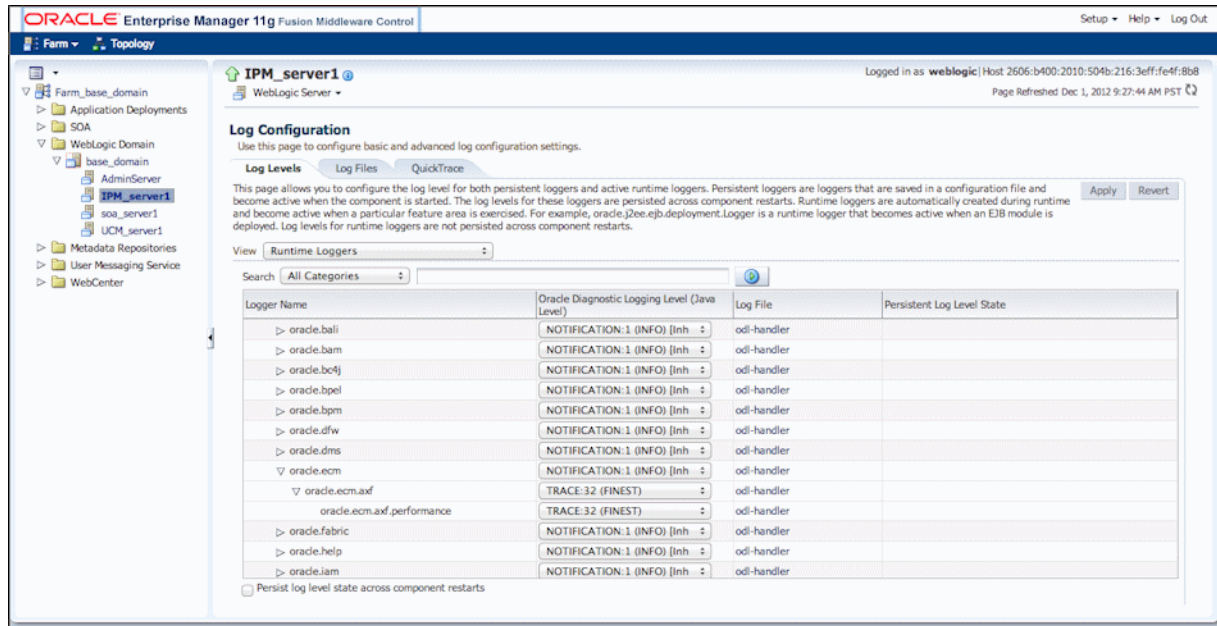 ORACLE Enterprise Manager 11g Fusion Middleware Control
Setup Help Log Out
Farm Topology
Farm_base_domain
Application Deployments
SOA
WebLogic Domain
base_domain
AdminServer
IPM_server1
soa_server1
UCM_server1
Metadata Repositories
User Messaging Service
WebCenter
IPM_server1
WebLogic Server
Logged in as weblogic|Host 2606:b400:2010:504b:216:3eff:fe4f:8b8
Page Refreshed Dec 1, 2012 9:27:44 AM PST
Log Configuration
Use this page to configure basic and advanced log configuration settings.
Log Levels Log Files QuickTrace
This page allows you to configure the log level for both persistent loggers and active runtime loggers. Persistent loggers are loggers that are saved in a configuration file and
become active when the component is started. The log levels for these loggers are persisted across component restarts. Runtime loggers are automatically created during runtime
and become active when a particular feature area is exercised. For example, oracle.j2ee.ejb.deployment.Logger is a runtime logger that becomes active when an EJB module is
deployed. Log levels for runtime loggers are not persisted across component restarts.
Apply Revert
View Runtime Loggers
Search All Categories
Logger Name Oracle Diagnostic Logging Level (Java Level) Log File Persistent Log Level State
oracle.bali NOTIFICATION:1 (INFO) [Inh odl-handler
oracle.bam NOTIFICATION:1 (INFO) [Inh odl-handler
oracle.bc4j NOTIFICATION:1 (INFO) [Inh odl-handler
oracle.bpel NOTIFICATION:1 (INFO) [Inh odl-handler
oracle.bpm NOTIFICATION:1 (INFO) [Inh odl-handler
oracle.dfw NOTIFICATION:1 (INFO) [Inh odl-handler
oracle.dms NOTIFICATION:1 (INFO) [Inh odl-handler
oracle.ecm NOTIFICATION:1 (INFO) [Inh odl-handler
oracle.ecm.axf TRACE:32 (FINEST) odl-handler
oracle.ecm.axf.performance TRACE:32 (FINEST) odl-handler
oracle.fabric NOTIFICATION:1 (INFO) [Inh odl-handler
oracle.help NOTIFICATION:1 (INFO) [Inh odl-handler
oracle.iam NOTIFICATION:1 (INFO) [Inh odl-handler
Persist log level state across component restarts